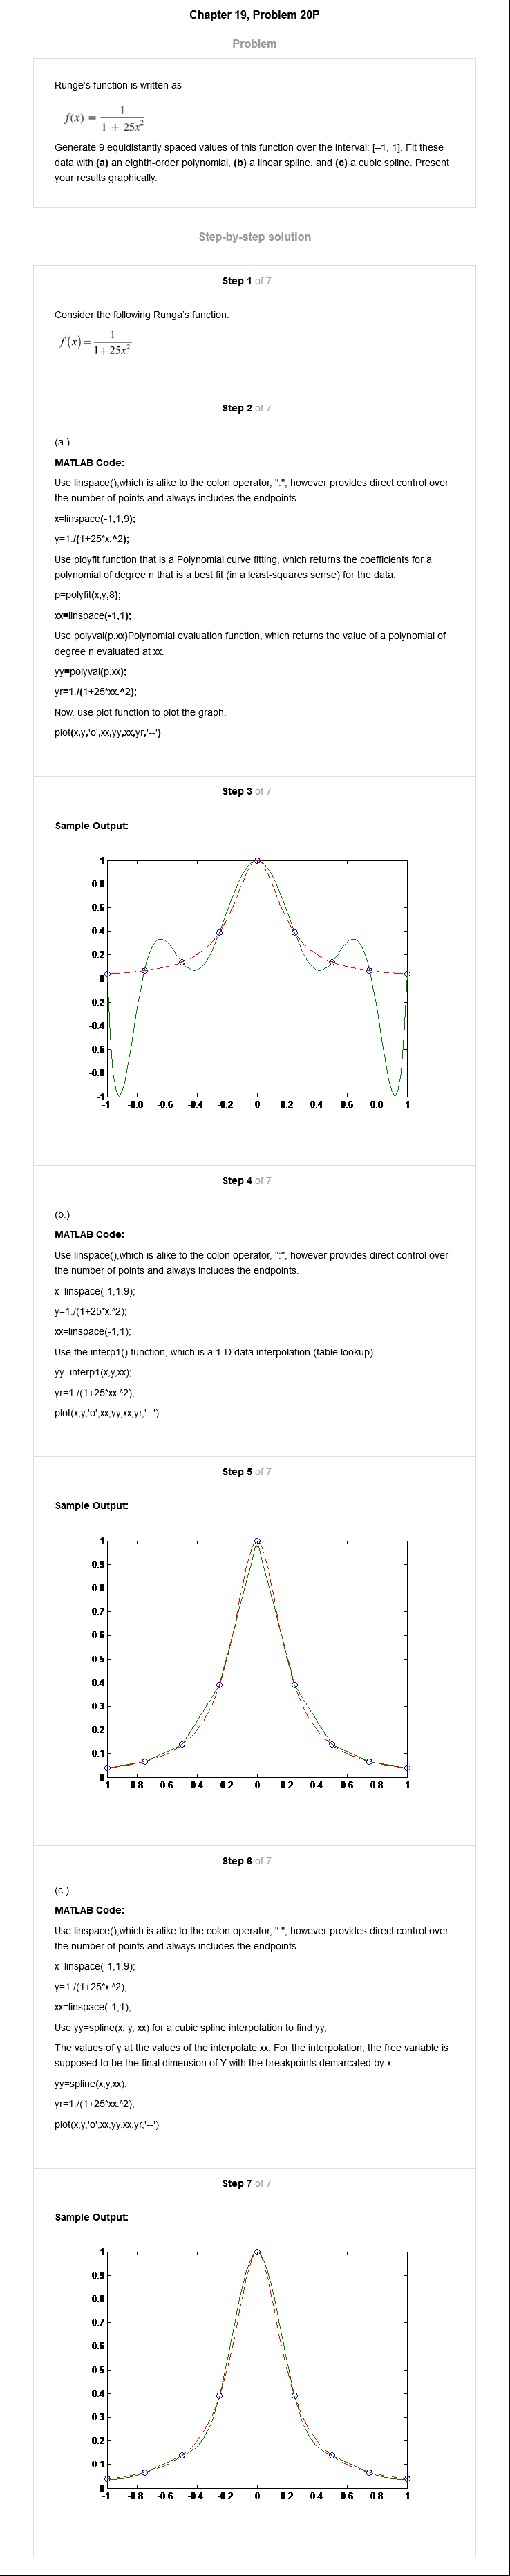 Chapter 19, Problem 20P
Problem
Runge's function is written as
f(x) = 1 / 1 + 25x²
Generate 9 equidistantly spaced values of this function over the interval: [–1, 1]. Fit these
data with (a) an eighth-order polynomial, (b) a linear spline, and (c) a cubic spline. Present
your results graphically.
Step-by-step solution
Step 1 of 7
Consider the following Runga's function:
f(x) = 1 / 1+25x²
Step 2 of 7
(a.)
MATLAB Code:
Use linspace(),which is alike to the colon operator, ":", however provides direct control over
the number of points and always includes the endpoints.
x=linspace(-1,1,9);
y=1./(1+25*x.^2);
Use ployfit function that is a Polynomial curve fitting, which returns the coefficients for a
polynomial of degree n that is a best fit (in a least-squares sense) for the data.
p=polyfit(x,y,8);
xx=linspace(-1,1);
Use polyval(p,xx)Polynomial evaluation function, which returns the value of a polynomial of
degree n evaluated at xx.
yy=polyval(p,xx);
yr=1./(1+25*xx.^2);
Now, use plot function to plot the graph.
plot(x,y,'o',xx,yy,xx,yr,'--')
Step 3 of 7
Sample Output:
1
0.8
0.6
0.4
0.2
0
-0.2
-0.4
-0.6
-0.8
-1
-1 -0.8 -0.6 -0.4 -0.2 0 0.2 0.4 0.6 0.8 1
Step 4 of 7
(b.)
MATLAB Code:
Use linspace(),which is alike to the colon operator, ":", however provides direct control over
the number of points and always includes the endpoints.
x=linspace(-1,1,9);
y=1./(1+25*x.^2);
xx=linspace(-1,1);
Use the interp1() function, which is a 1-D data interpolation (table lookup).
yy=interp1(x,y,xx);
yr=1./(1+25*xx.^2);
plot(x,y,'o',xx,yy,xx,yr,'--')
Step 5 of 7
Sample Output:
1
0.9
0.8
0.7
0.6
0.5
0.4
0.3
0.2
0.1
0
-1 -0.8 -0.6 -0.4 -0.2 0 0.2 0.4 0.6 0.8 1
Step 6 of 7
(c.)
MATLAB Code:
Use linspace(),which is alike to the colon operator, ":", however provides direct control over
the number of points and always includes the endpoints.
x=linspace(-1,1,9);
y=1./(1+25*x.^2);
xx=linspace(-1,1);
Use yy=spline(x, y, xx) for a cubic spline interpolation to find yy,
The values of y at the values of the interpolate xx. For the interpolation, the free variable is
supposed to be the final dimension of Y with the breakpoints demarcated by x.
yy=spline(x,y,xx);
yr=1./(1+25*xx.^2);
plot(x,y,'o',xx,yy,xx,yr,'--')
Step 7 of 7
Sample Output:
1
0.9
0.8
0.7
0.6
0.5
0.4
0.3
0.2
0.1
0
-1 -0.8 -0.6 -0.4 -0.2 0 0.2 0.4 0.6 0.8 1